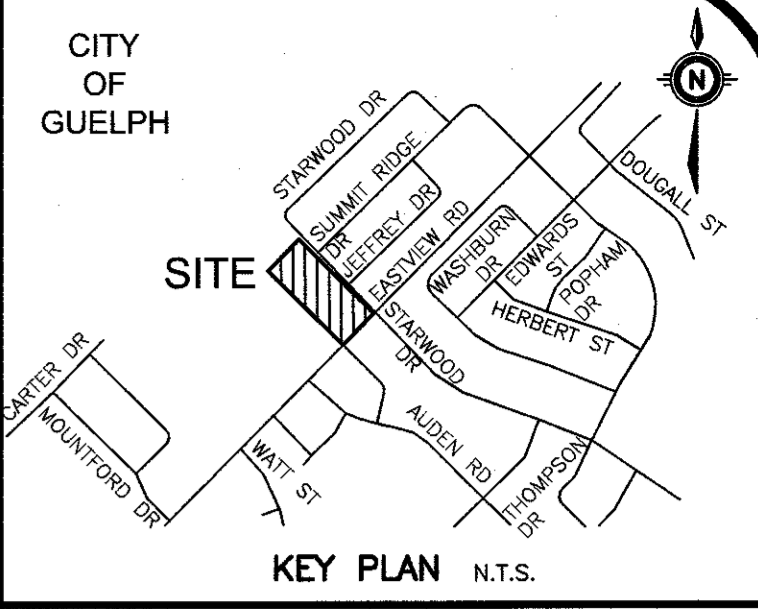 CITY
OF
GUELPH
N
STARWOOD DR
SUMMIT RIDGE
DR
JEFFREY DR
EASTVIEW RD
DOUGALL ST
WASHBURN
DR
EDWARDS
ST
POPHAM
DR
HERBERT ST
SITE
STARWOOD
DR
CARTER DR
MOUNTFORD DR
WATT ST
AUDEN RD
THOMPSON
DR
KEY PLAN N.T.S.